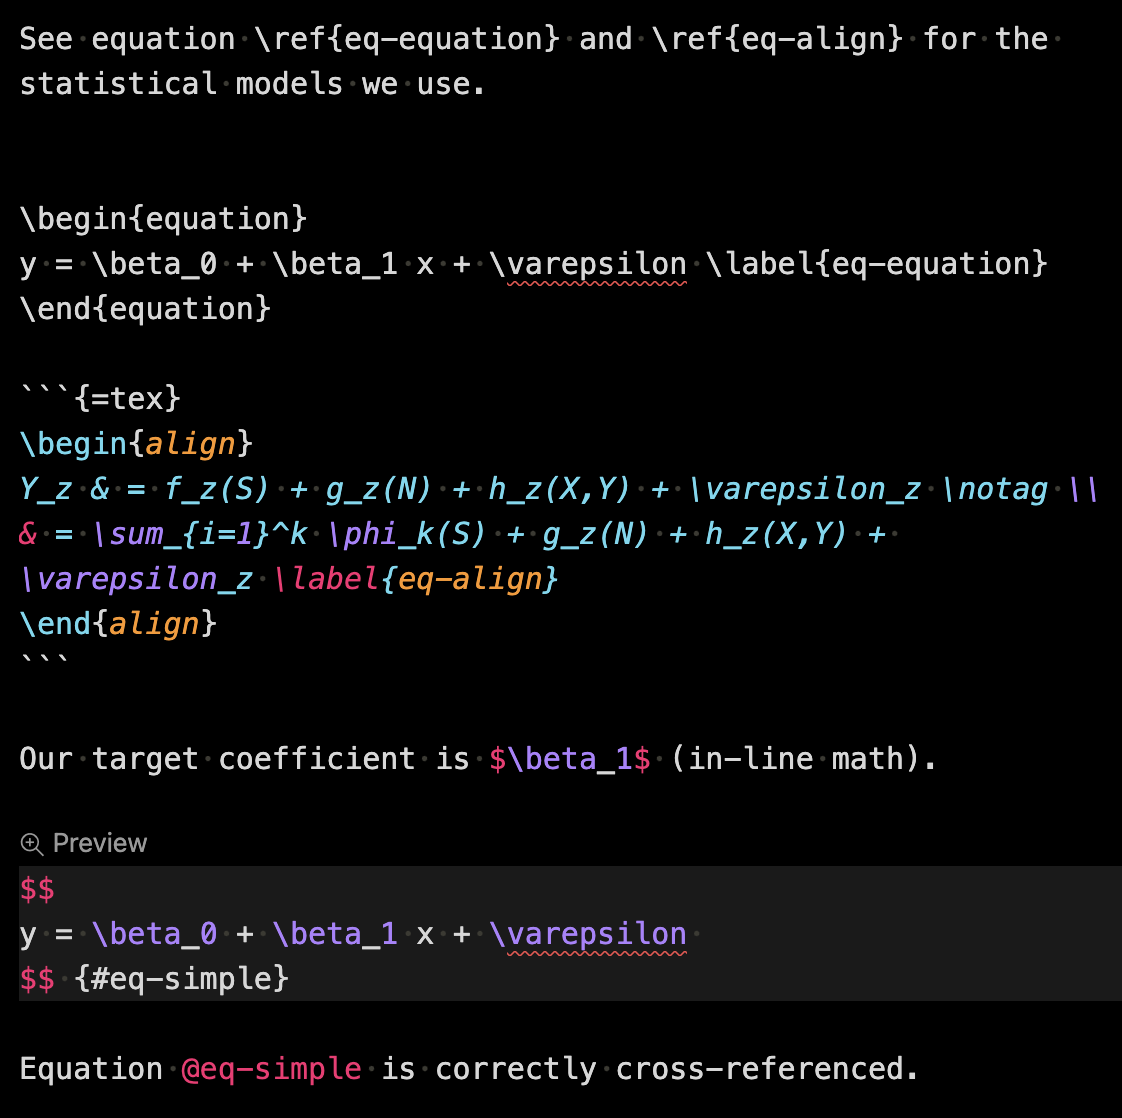 See equation \ref{eq-equation} and \ref{eq-align} for the
statistical models we use.
\begin{equation}
y = \beta_0 + \beta_1 x + \varepsilon \label{eq-equation}
\end{equation}
```{=tex}
\begin{align}
Y_z & = f_z(S) + g_z(N) + h_z(X,Y) + \varepsilon_z \notag \\
& = \sum_{i=1}^k \phi_k(S) + g_z(N) + h_z(X,Y) +
\varepsilon_z \label{eq-align}
\end{align}
```
Our target coefficient is $\beta_1$ (in-line math).
Preview
$$
y = \beta_0 + \beta_1 x + \varepsilon
$$ {#eq-simple}
Equation @eq-simple is correctly cross-referenced.